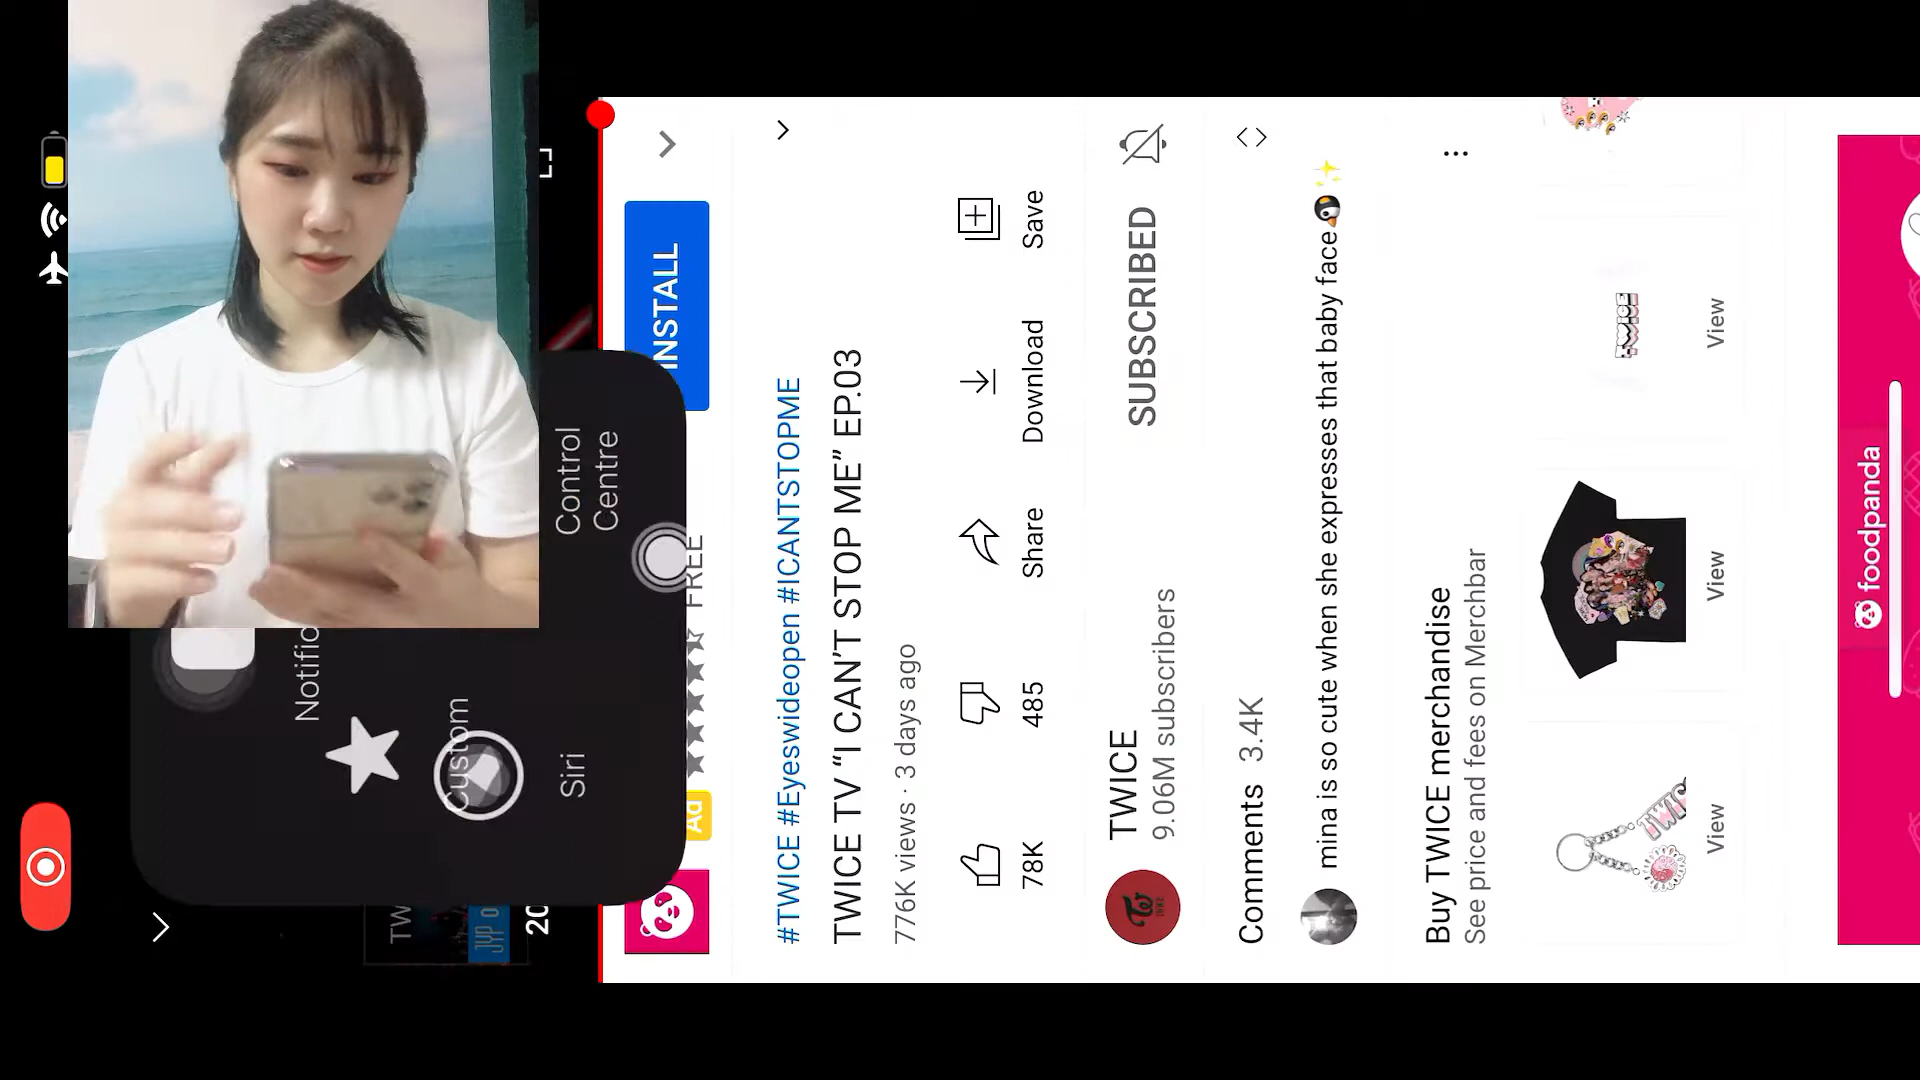 Notific
Custom
Siri
Control
Centre
TW
JYP
INSTALL
FREE
Ad
#TWICE #Eyeswideopen #ICANTSTOPME
TWICE TV “I CAN’T STOP ME” EP.03
776K views · 3 days ago
78K
485
Share
Download
Save
TWICE
9.06M subscribers
SUBSCRIBED
Comments 3.4K
mina is so cute when she expresses that baby face🐧✨
Buy TWICE merchandise
See price and fees on Merchbar
View
View
View
foodpanda